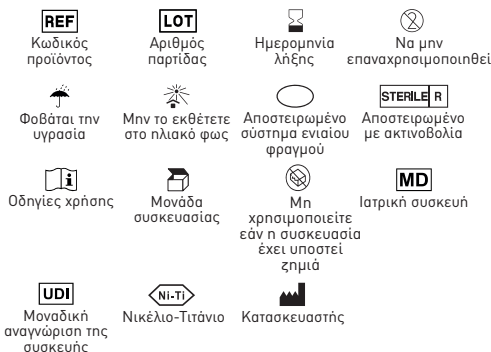 REF
Κωδικός
προϊόντος
LOT
Αριθμός
παρτίδας
Ημερομηνία
λήξης
2
Να μην
επαναχρησιμοποιηθεί
Φοβάται την
υγρασία
Μην το εκθέτετε
στο ηλιακό φως
Αποστειρωμένο
σύστημα ενιαίου
φραγμού
STERILE R
Αποστειρωμένο
με ακτινοβολία
i
Οδηγίες χρήσης
Μονάδα
συσκευασίας
Μη
χρησιμοποιείτε
εάν η συσκευασία
έχει υποστεί
ζημιά
MD
Ιατρική συσκευή
UDI
Μοναδική
αναγνώριση της
συσκευής
Ni-Ti
Νικέλιο-Τιτάνιο
Κατασκευαστής